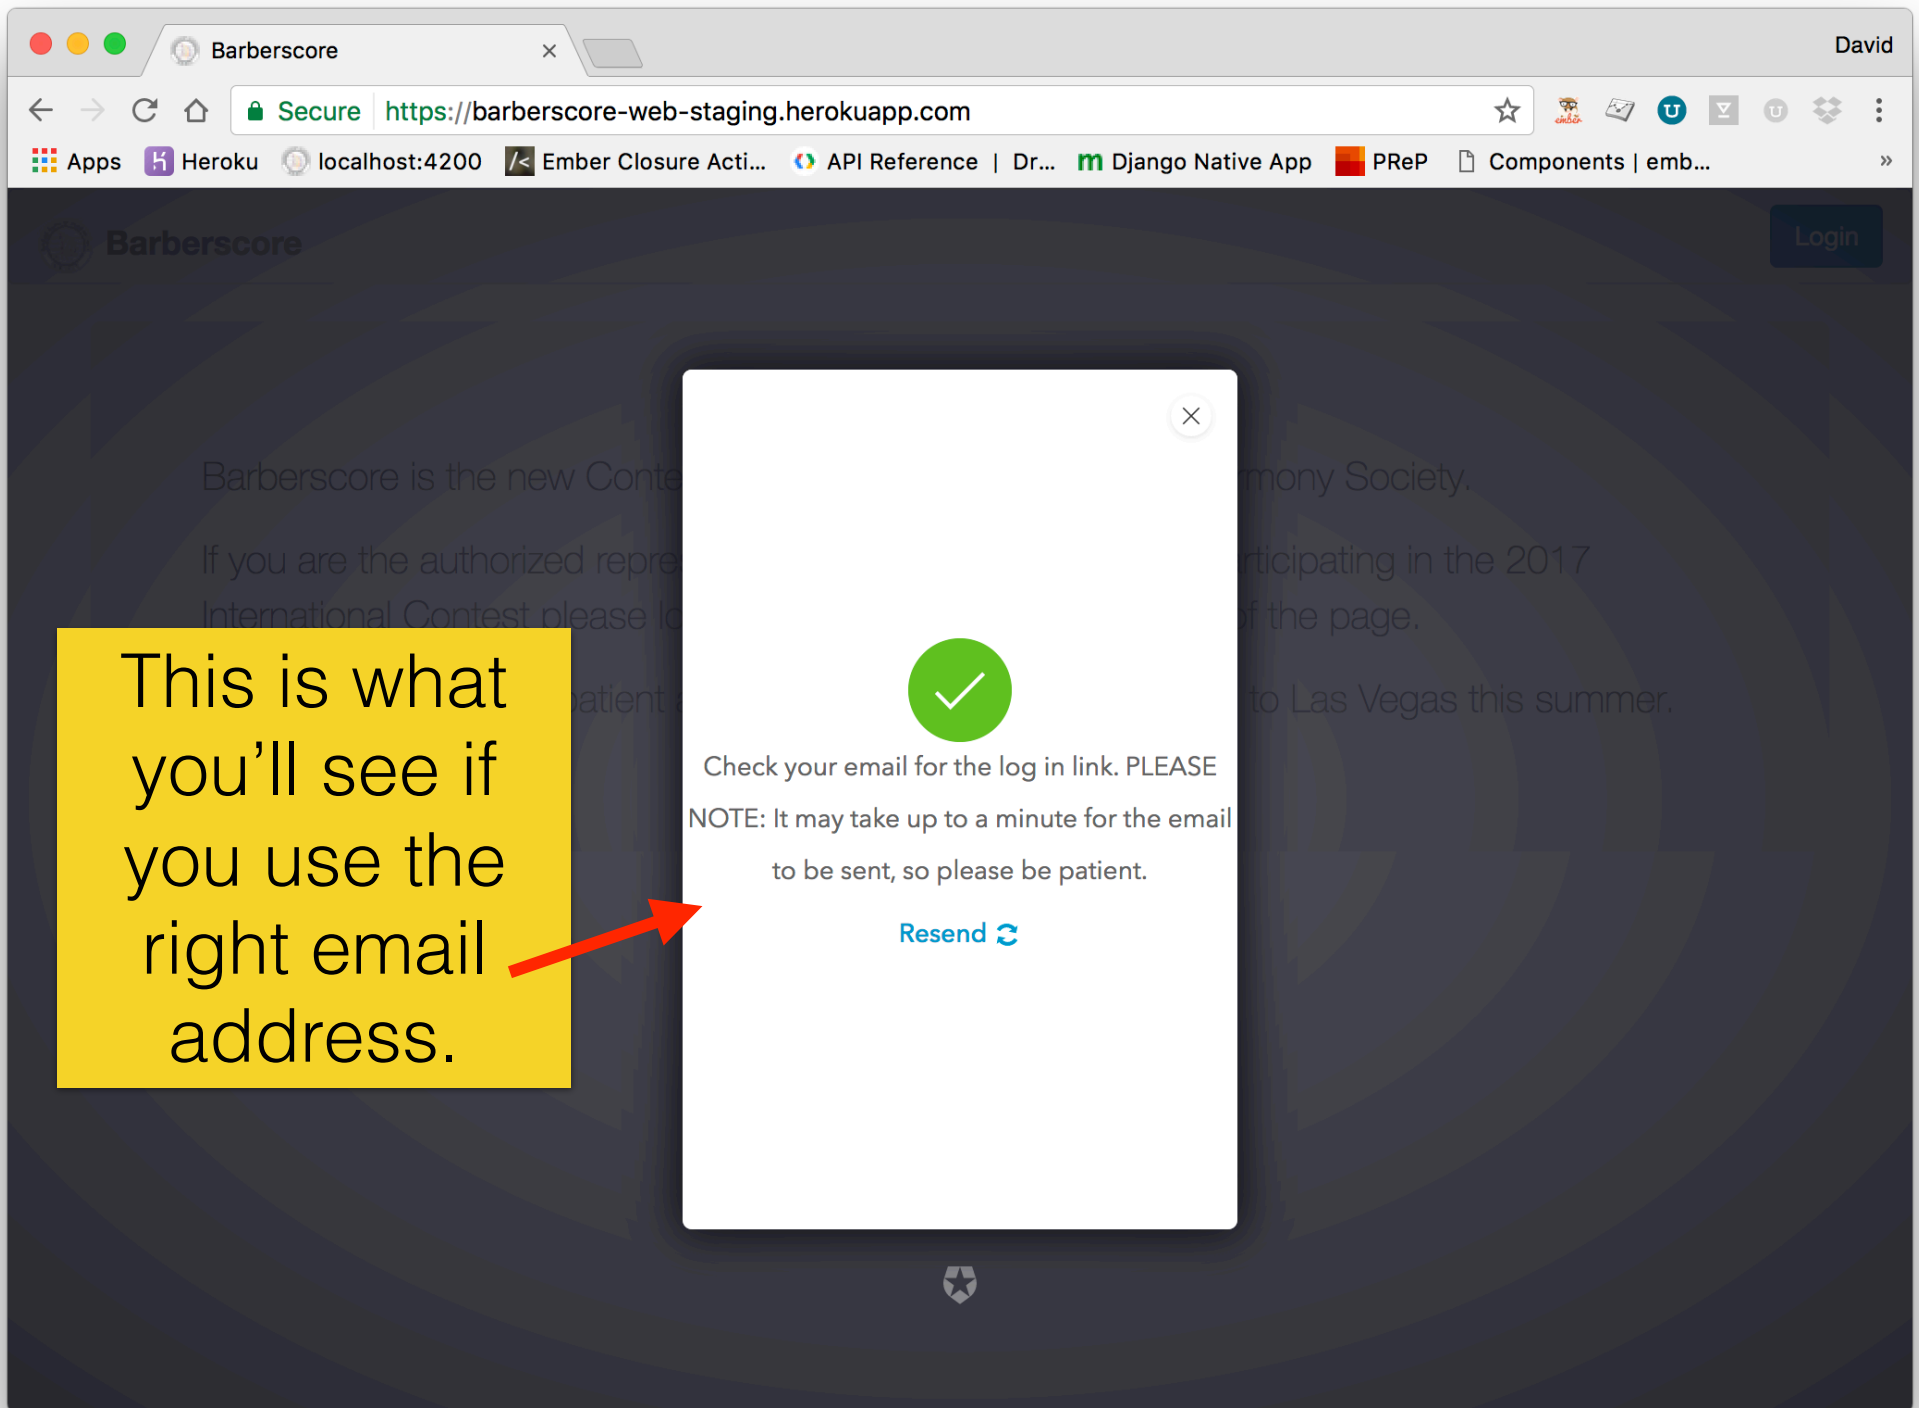 Barberscore
David
Secure https://barberscore-web-staging.herokuapp.com
Apps Heroku localhost:4200 Ember Closure Acti... API Reference | Dr... Django Native App PReP Components | emb... »
Barberscore
Login
Barberscore is the new Conte
mony Society.
If you are the authorized repre
rticipating in the 2017
International Contest please lo
of the page.
patient
to Las Vegas this summer.
This is what
you’ll see if
you use the
right email
address.
Check your email for the log in link. PLEASE
NOTE: It may take up to a minute for the email
to be sent, so please be patient.
Resend